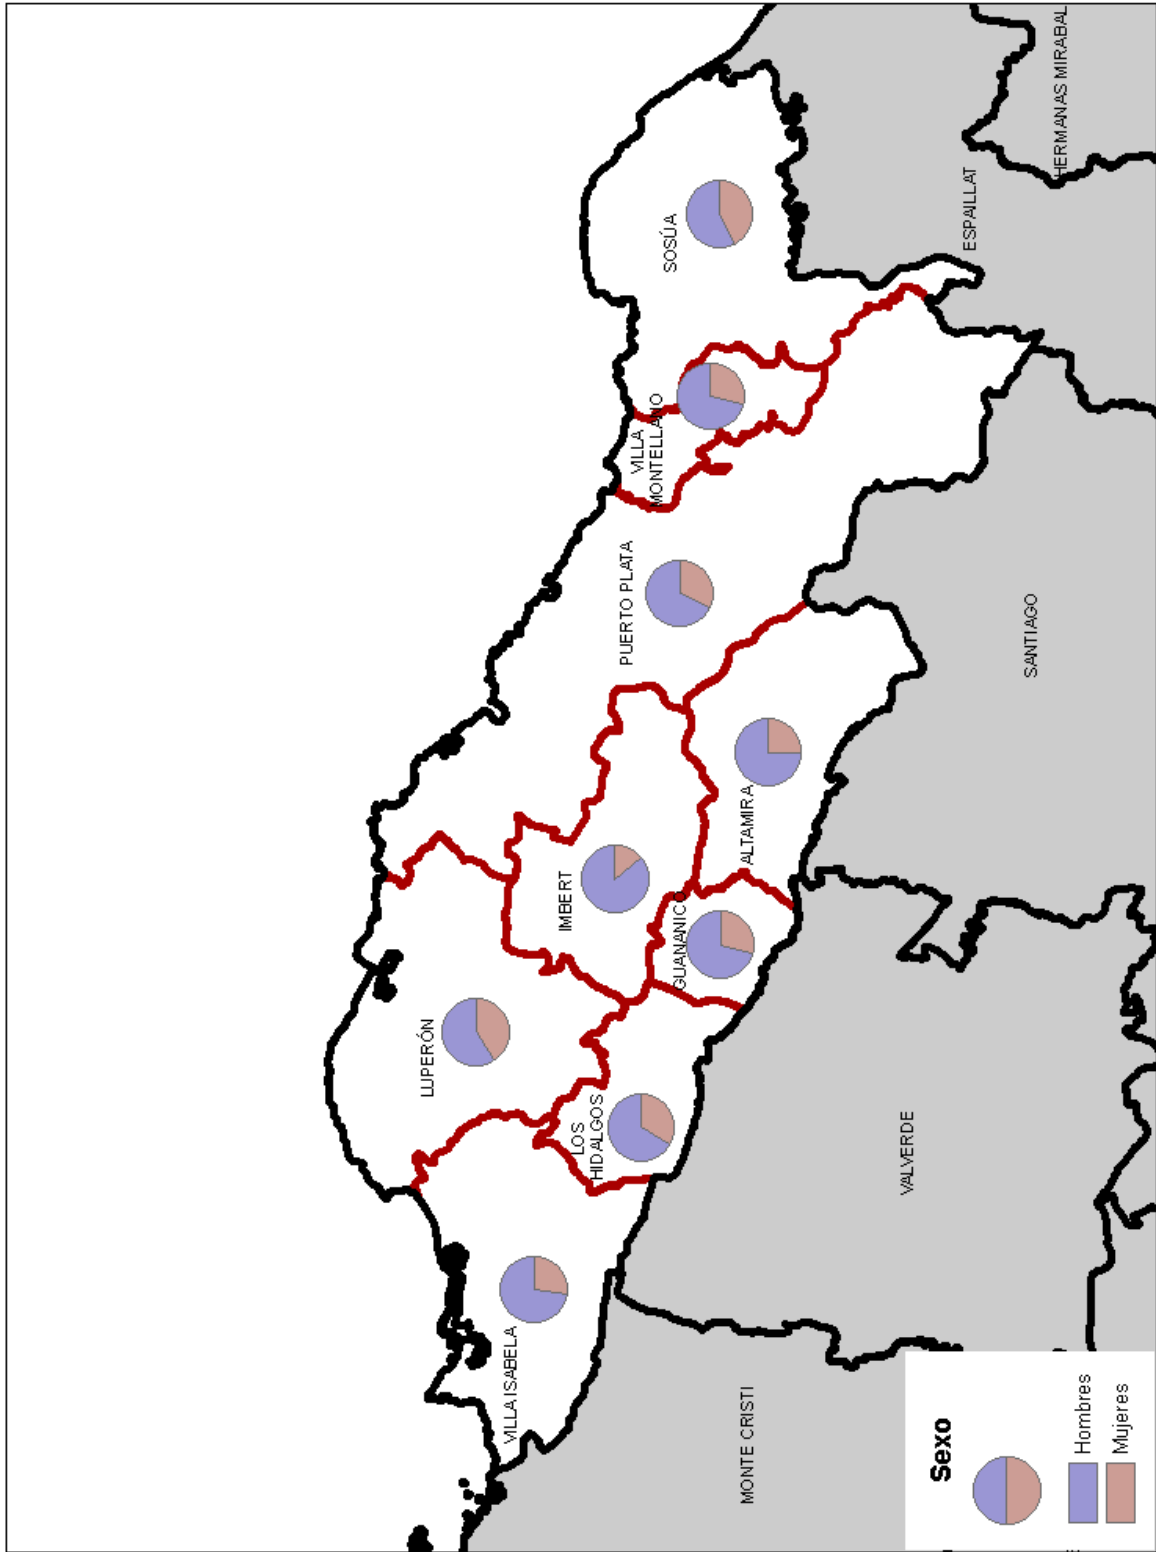 SOSÚA
VILLA
MONTELLANO
PUERTO PLATA
IMBERT
ALTAMIRA
GUANANICO
LUPERÓN
LOS
HIDALGOS
VILLA ISABELA
HERMANAS MIRABAL
ESPAILLAT
SANTIAGO
VALVERDE
MONTE CRISTI
Sexo
Hombres
Mujeres